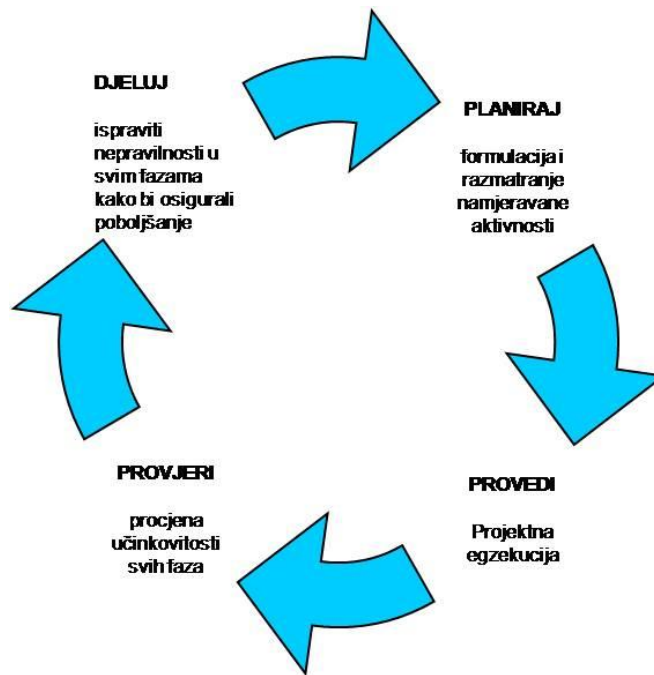 DJELUJ
ispraviti
nepravilnosti u
svim fazama
kako bi osigurali
poboljšanje
PLANIRAJ
formulacija i
razmatranje
namjeravane
aktivnosti
PROVJERI
procjena
učinkovitosti
svih faza
PROVEDI
Projektna
egzekucija